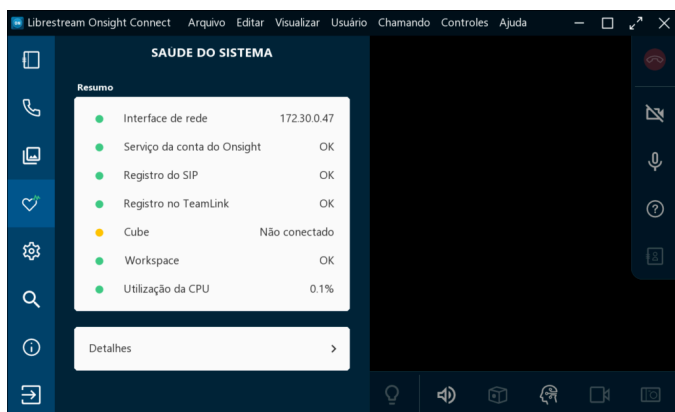 Librestream Onsight Connect Arquivo Editar Visualizar Usuário Chamando Controles Ajuda
SAÚDE DO SISTEMA
Resumo
Interface de rede 172.30.0.47
Serviço da conta do Onsight OK
Registro do SIP OK
Registro no TeamLink OK
Cube Não conectado
Workspace OK
Utilização da CPU 0.1%
Detalhes